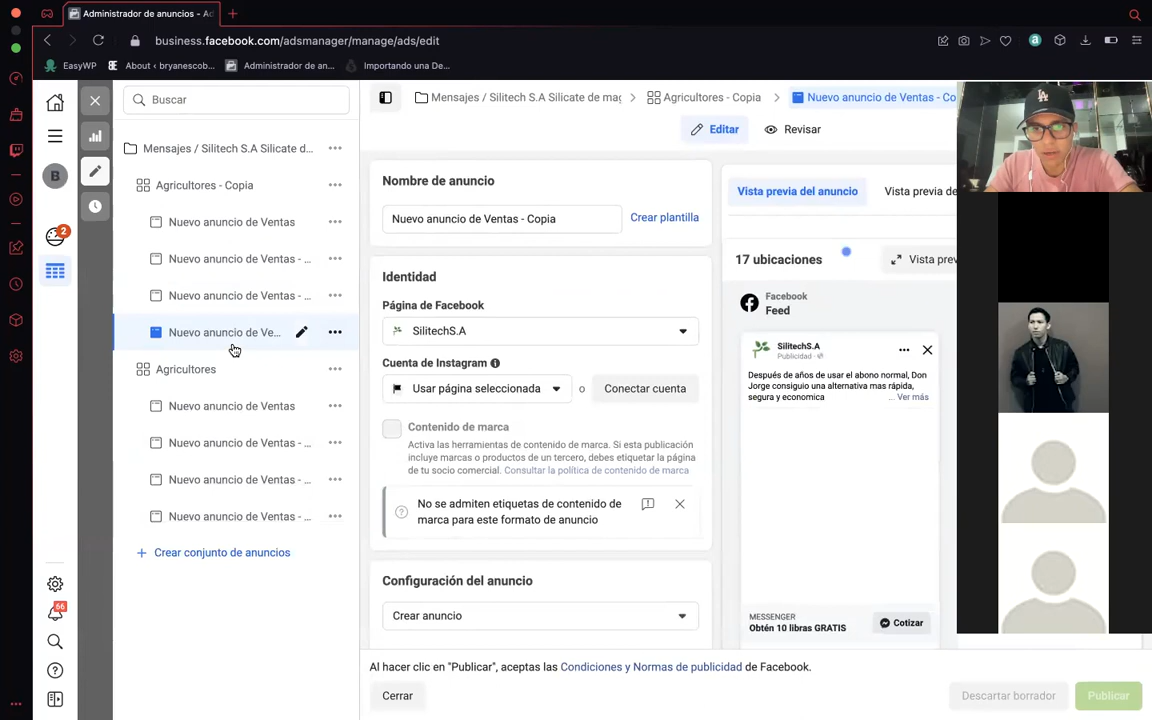 Administrador de anuncios - A
business.facebook.com/adsmanager/manage/ads/edit
EasyWP
About ‹ bryanescob...
Administrador de an...
Importando una De...
Buscar
Mensajes / Silitech S.A Silicate de mag
Agricultores - Copia
Nuevo anuncio de Ventas - Co
Editar
Revisar
Mensajes / Silitech S.A Silicate d...
Agricultores - Copia
Nuevo anuncio de Ventas
Nuevo anuncio de Ventas - ...
Nuevo anuncio de Ventas - ...
Nuevo anuncio de Ve...
Agricultores
Nuevo anuncio de Ventas
Nuevo anuncio de Ventas - ...
Nuevo anuncio de Ventas - ...
Nuevo anuncio de Ventas - ...
Crear conjunto de anuncios
B
2
66
Nombre de anuncio
Nuevo anuncio de Ventas - Copia
Crear plantilla
Identidad
Página de Facebook
SilitechS.A
Cuenta de Instagram
Usar página seleccionada
o
Conectar cuenta
Contenido de marca
Activa las herramientas de contenido de marca. Si esta publicación
incluye marcas o productos de un tercero, debes etiquetar la página
de tu socio comercial. Consultar la política de contenido de marca
No se admiten etiquetas de contenido de
marca para este formato de anuncio
Configuración del anuncio
Crear anuncio
Vista previa del anuncio
Vista previa de
17 ubicaciones
Vista prev
Facebook
Feed
SilitechS.A
Publicidad ·
Después de años de usar el abono normal, Don
Jorge consiguio una alternativa mas rápida,
segura y economica
... Ver más
MESSENGER
Obtén 10 libras GRATIS
Cotizar
Al hacer clic en "Publicar", aceptas las Condiciones y Normas de publicidad de Facebook.
Cerrar
Descartar borrador
Publicar